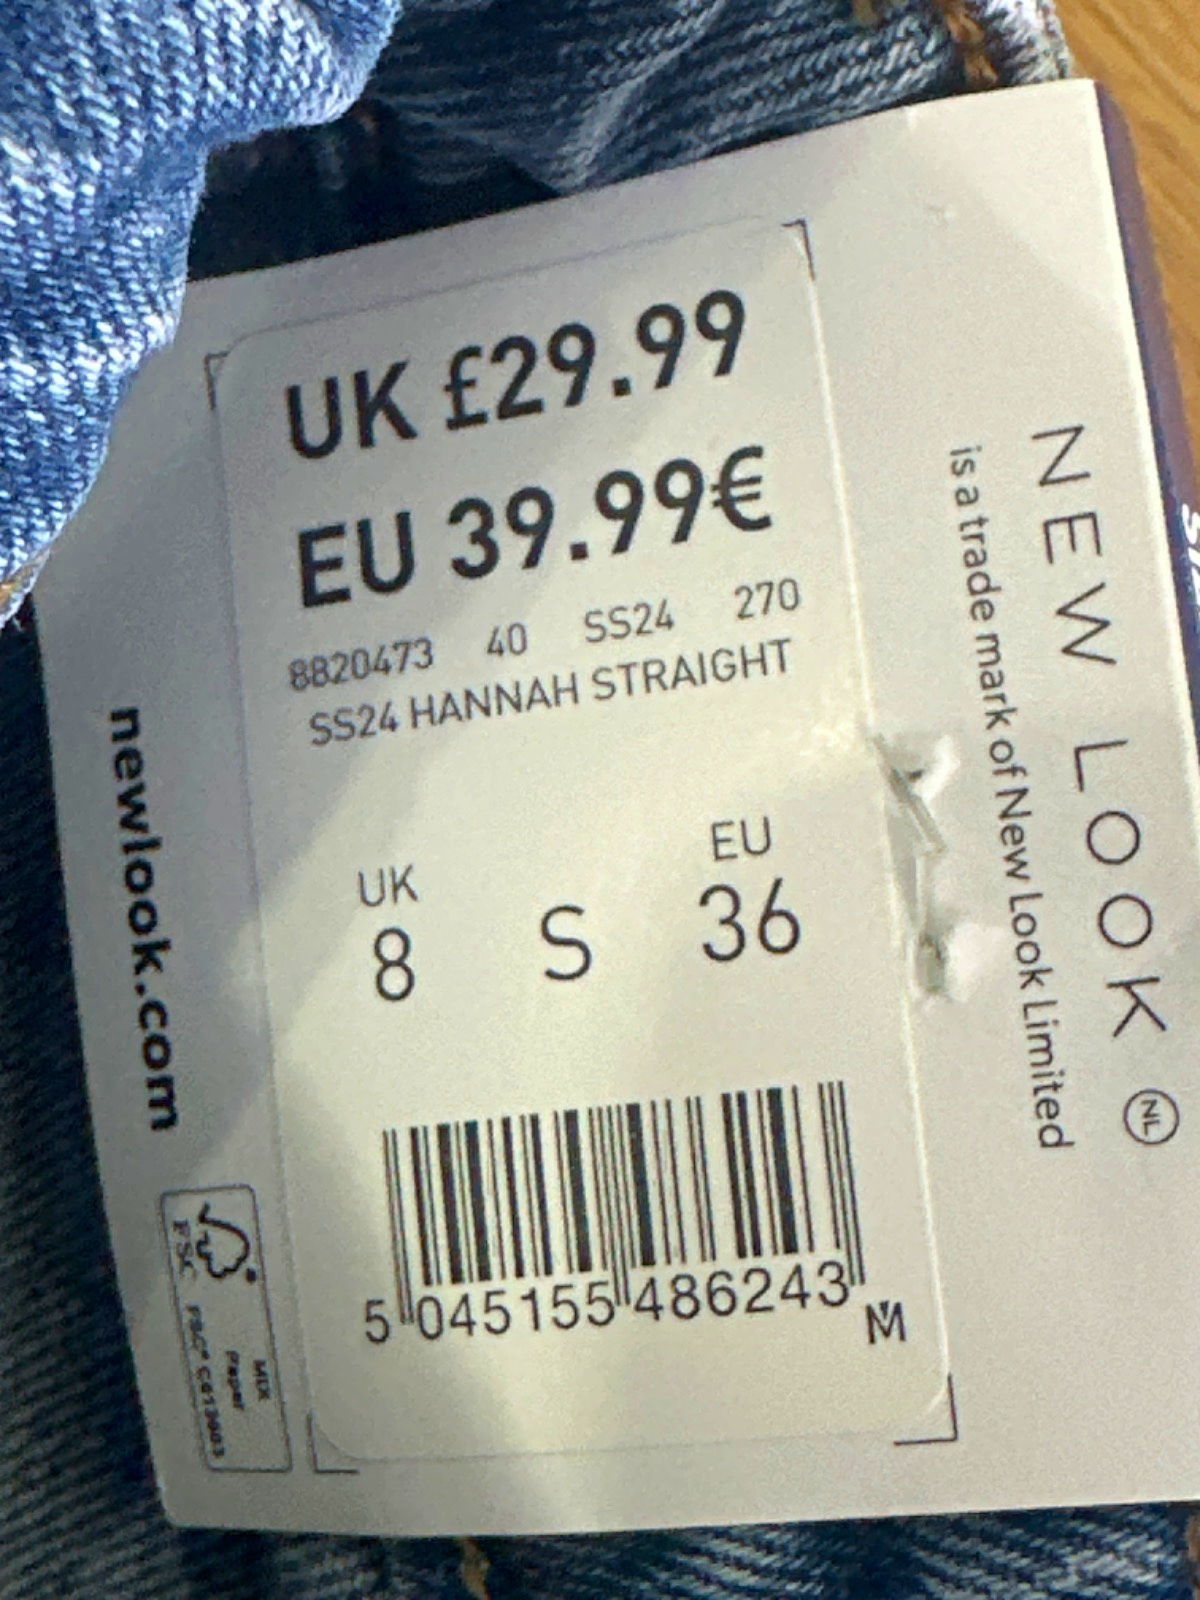 UK £29.99
EU 39.99€
8820473 40 SS24 270
SS24 HANNAH STRAIGHT
UK EU
8 S 36
5 045155 486243
NEW LOOK NL
is a trade mark of New Look Limited
newlook.com
FSC
MIX
Paper